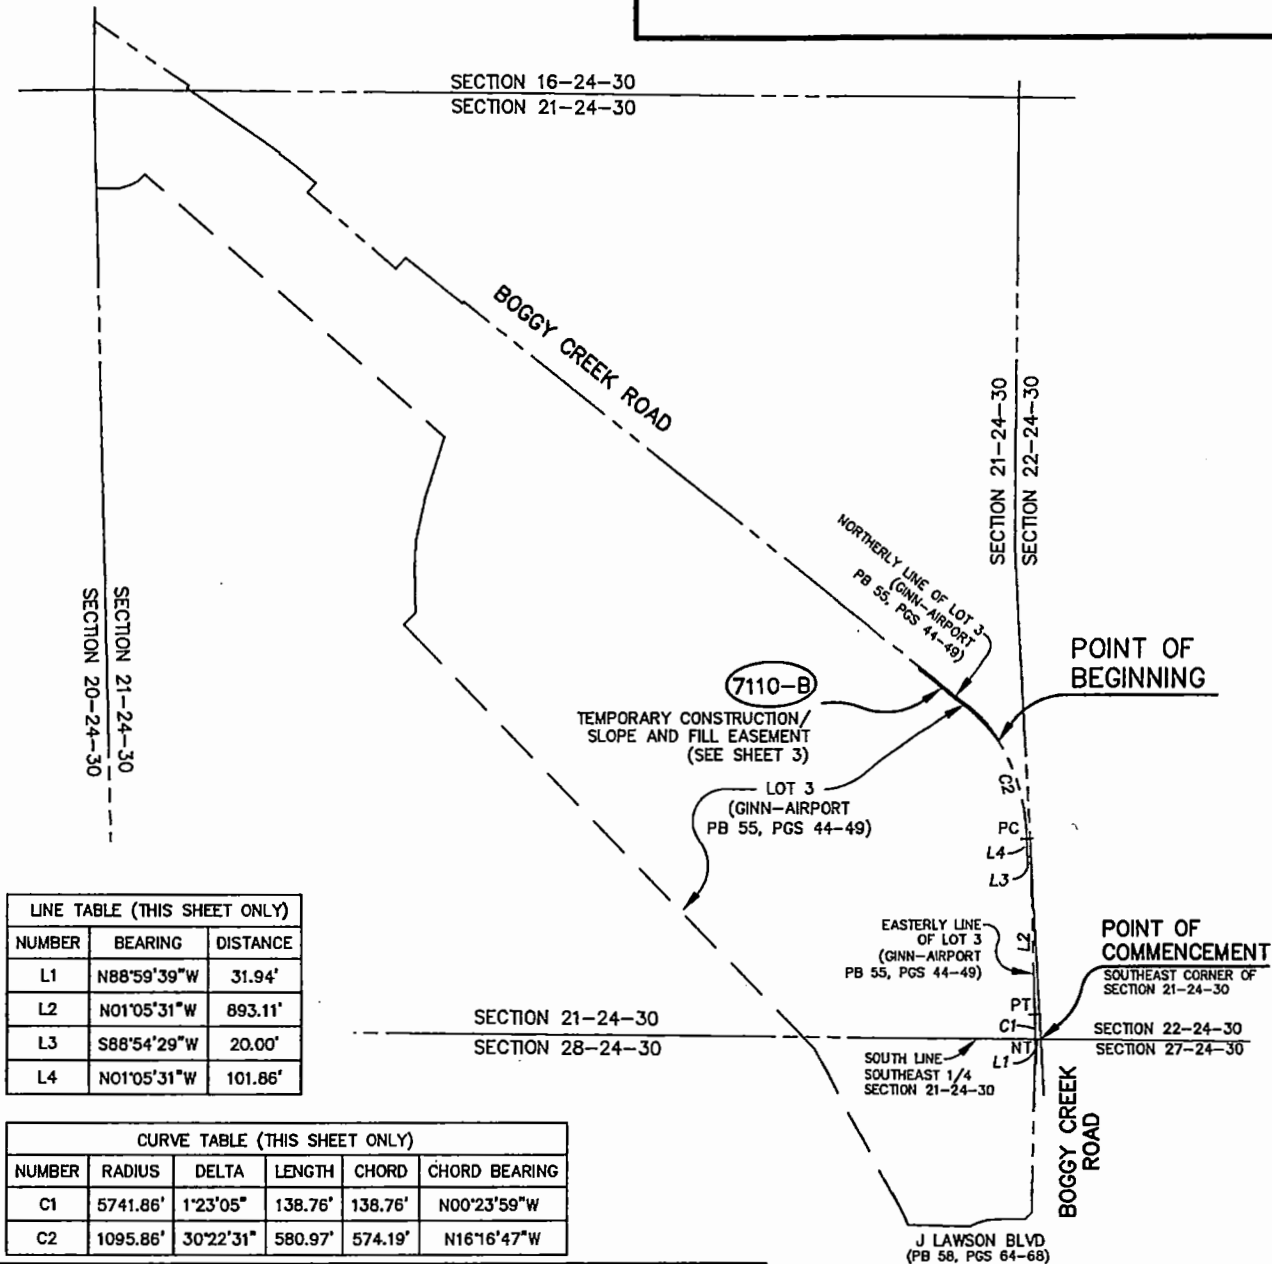 SECTION 16-24-30
SECTION 21-24-30
BOGGY CREEK ROAD
SECTION 21-24-30
SECTION 22-24-30
NORTHERLY LINE OF LOT 3
(GINN-AIRPORT
PB 55, PGS 44-49)
SECTION 21-24-30
SECTION 20-24-30
POINT OF
BEGINNING
7110-B
TEMPORARY CONSTRUCTION/
SLOPE AND FILL EASEMENT
(SEE SHEET 3)
LOT 3
(GINN-AIRPORT
PB 55, PGS 44-49)
C2
PC
L4
L3
L2
EASTERLY LINE
OF LOT 3
(GINN-AIRPORT
PB 55, PGS 44-49)
POINT OF
COMMENCEMENT
SOUTHEAST CORNER OF
SECTION 21-24-30
PT
C1
NT
L1
SECTION 21-24-30
SECTION 28-24-30
SECTION 22-24-30
SECTION 27-24-30
SOUTH LINE
SOUTHEAST 1/4
SECTION 21-24-30
BOGGY CREEK
ROAD
J LAWSON BLVD
(PB 58, PGS 64-68)
LINE TABLE (THIS SHEET ONLY)
NUMBER BEARING DISTANCE
L1 N88°59'39"W 31.94'
L2 N01°05'31"W 893.11'
L3 S88°54'29"W 20.00'
L4 N01°05'31"W 101.86'
CURVE TABLE (THIS SHEET ONLY)
NUMBER RADIUS DELTA LENGTH CHORD CHORD BEARING
C1 5741.86' 1°23'05" 138.76' 138.76' N00°23'59"W
C2 1095.86' 30°22'31" 580.97' 574.19' N16°16'47"W